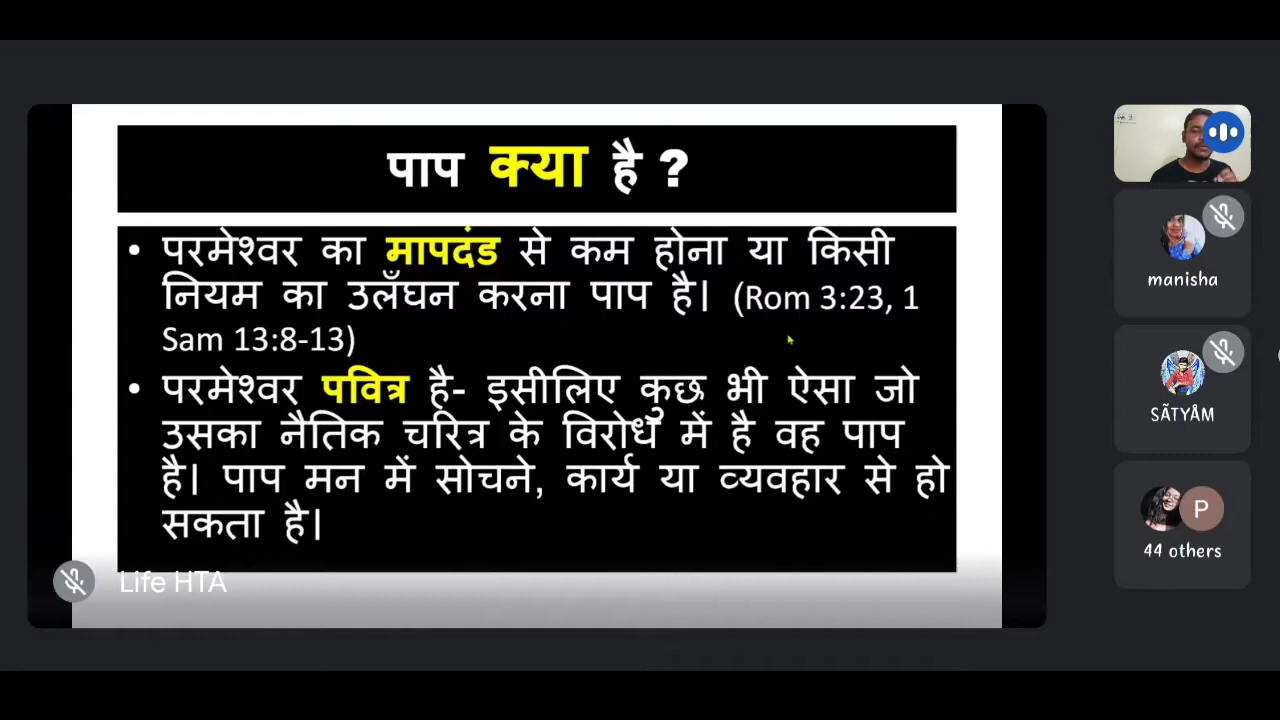 पाप क्या है ?
• परमेश्वर का मापदंड से कम होना या किसी
नियम का उलँघन करना पाप है। (Rom 3:23, 1
Sam 13:8-13)
• परमेश्वर पवित्र है- इसीलिए कुछ भी ऐसा जो
उसका नैतिक चरित्र के विरोध में है वह पाप
है। पाप मन में सोचने, कार्य या व्यवहार से हो
सकता है।
Life HTA
manisha
SÃTYÅM
P
44 others